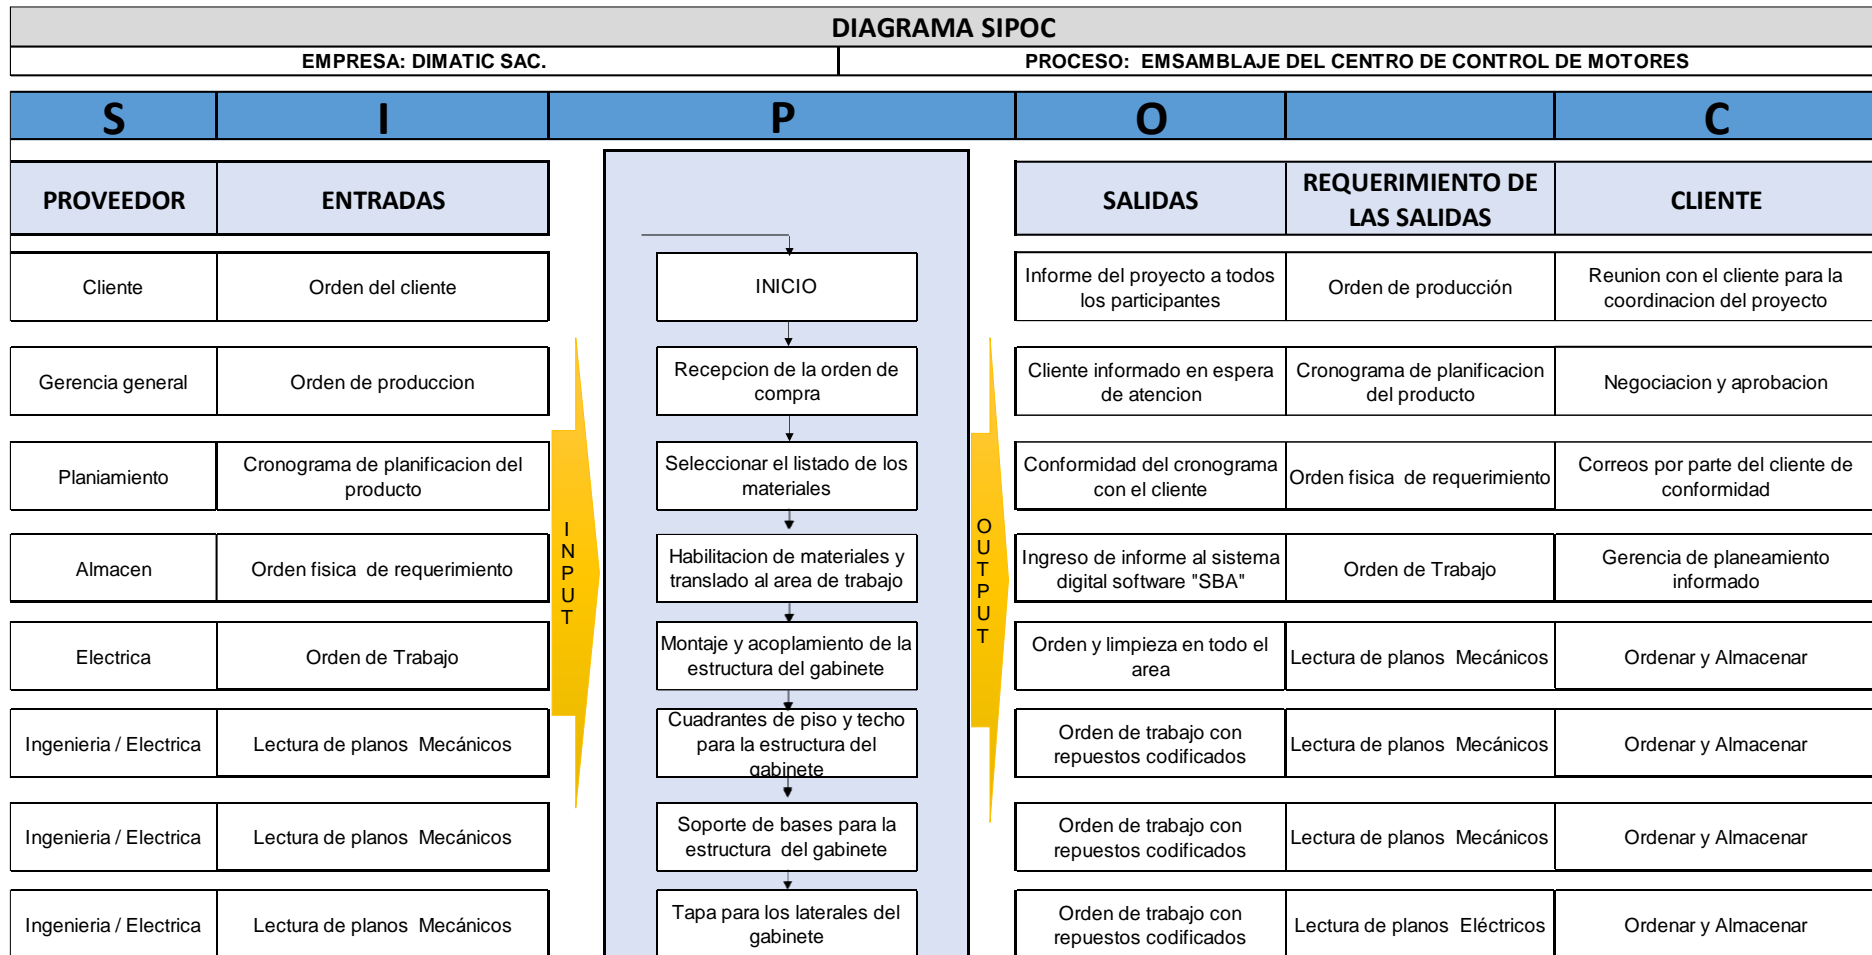 DIAGRAMA SIPOC
EMPRESA: DIMATIC SAC.
PROCESO: EMSAMBLAJE DEL CENTRO DE CONTROL DE MOTORES
S
I
P
O
C
PROVEEDOR
ENTRADAS
SALIDAS
REQUERIMIENTO DE
LAS SALIDAS
CLIENTE
Cliente
Orden del cliente
INICIO
Informe del proyecto a todos
los participantes
Orden de producción
Reunion con el cliente para la
coordinacion del proyecto
Gerencia general
Orden de produccion
Recepcion de la orden de
compra
Cliente informado en espera
de atencion
Cronograma de planificacion
del producto
Negociacion y aprobacion
Planiamiento
Cronograma de planificacion del
producto
Seleccionar el listado de los
materiales
Conformidad del cronograma
con el cliente
Orden fisica de requerimiento
Correos por parte del cliente de
conformidad
INPUT
OUTPUT
Almacen
Orden fisica de requerimiento
Habilitacion de materiales y
translado al area de trabajo
Ingreso de informe al sistema
digital software "SBA"
Orden de Trabajo
Gerencia de planeamiento
informado
Electrica
Orden de Trabajo
Montaje y acoplamiento de la
estructura del gabinete
Orden y limpieza en todo el
area
Lectura de planos Mecánicos
Ordenar y Almacenar
Ingenieria / Electrica
Lectura de planos Mecánicos
Cuadrantes de piso y techo
para la estructura del
gabinete
Orden de trabajo con
repuestos codificados
Lectura de planos Mecánicos
Ordenar y Almacenar
Ingenieria / Electrica
Lectura de planos Mecánicos
Soporte de bases para la
estructura del gabinete
Orden de trabajo con
repuestos codificados
Lectura de planos Mecánicos
Ordenar y Almacenar
Ingenieria / Electrica
Lectura de planos Mecánicos
Tapa para los laterales del
gabinete
Orden de trabajo con
repuestos codificados
Lectura de planos Eléctricos
Ordenar y Almacenar